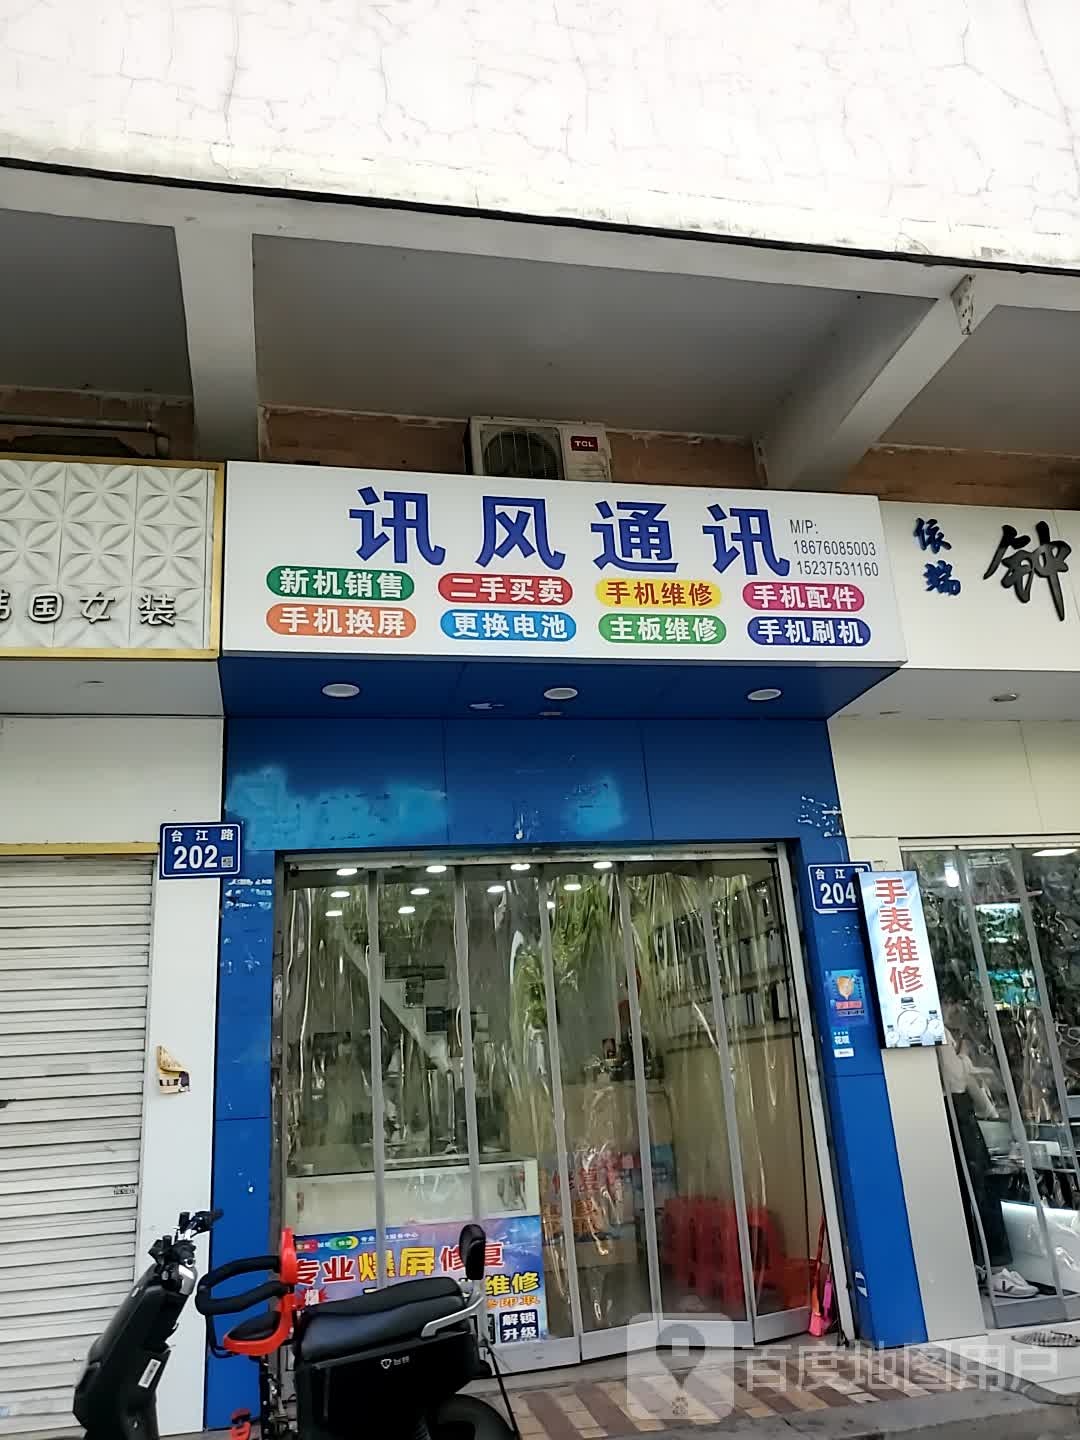 TCL
讯风通讯
M/P:
18676085003
15237531160
新机销售 二手买卖 手机维修 手机配件
手机换屏 更换电池 主板维修 手机刷机
韩国女装
依瑞
钟
台江路
202
台江路
204
手表维修
专业爆屏修复
维修
解锁
升级
百度地图用户